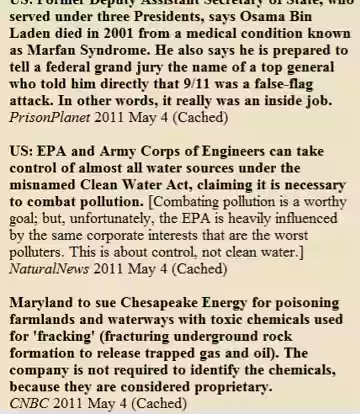 US: Former Deputy Assistant Secretary of State, who
served under three Presidents, says Osama Bin
Laden died in 2001 from a medical condition known
as Marfan Syndrome. He also says he is prepared to
tell a federal grand jury the name of a top general
who told him directly that 9/11 was a false-flag
attack. In other words, it really was an inside job.
PrisonPlanet 2011 May 4 (Cached)
US: EPA and Army Corps of Engineers can take
control of almost all water sources under the
misnamed Clean Water Act, claiming it is necessary
to combat pollution. [Combating pollution is a worthy
goal; but, unfortunately, the EPA is heavily influenced
by the same corporate interests that are the worst
polluters. This is about control, not clean water.]
NaturalNews 2011 May 4 (Cached)
Maryland to sue Chesapeake Energy for poisoning
farmlands and waterways with toxic chemicals used
for 'fracking' (fracturing underground rock
formation to release trapped gas and oil). The
company is not required to identify the chemicals,
because they are considered proprietary.
CNBC 2011 May 4 (Cached)